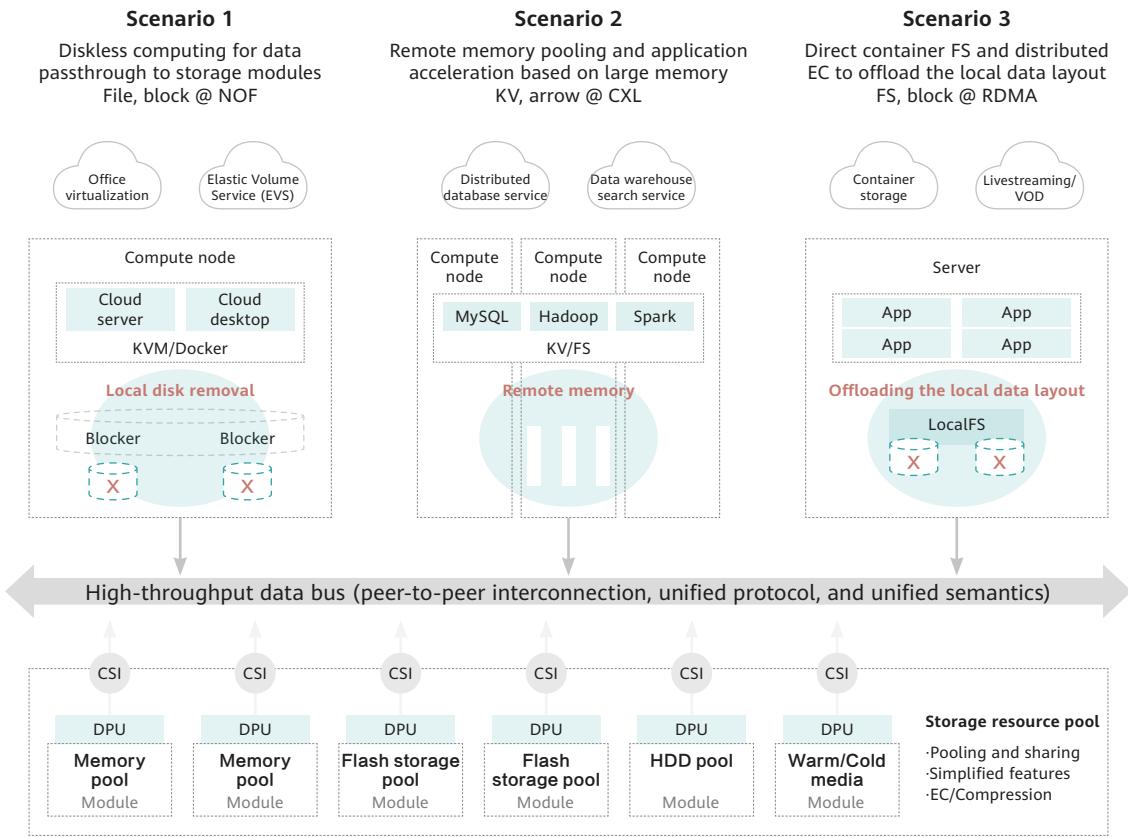 Scenario 1
Diskless computing for data
passthrough to storage modules
File, block @ NOF
Office
virtualization
Elastic Volume
Service (EVS)
Compute node
Cloud
server
Cloud
desktop
KVM/Docker
Local disk removal
Blocker
Blocker
X
X
Scenario 2
Remote memory pooling and application
acceleration based on large memory
KV, arrow @ CXL
Distributed
database service
Data warehouse
search service
Compute
node
Compute
node
Compute
node
MySQL
Hadoop
Spark
KV/FS
Remote memory
Scenario 3
Direct container FS and distributed
EC to offload the local data layout
FS, block @ RDMA
Container
storage
Livestreaming/
VOD
Server
App
App
App
App
Offloading the local data layout
LocalFS
X
X
High-throughput data bus (peer-to-peer interconnection, unified protocol, and unified semantics)
CSI
CSI
CSI
CSI
CSI
CSI
DPU
DPU
DPU
DPU
DPU
DPU
Memory
pool
Module
Memory
pool
Module
Flash storage
pool
Module
Flash
storage pool
Module
HDD pool
Module
Warm/Cold
media
Module
Storage resource pool
·Pooling and sharing
·Simplified features
·EC/Compression